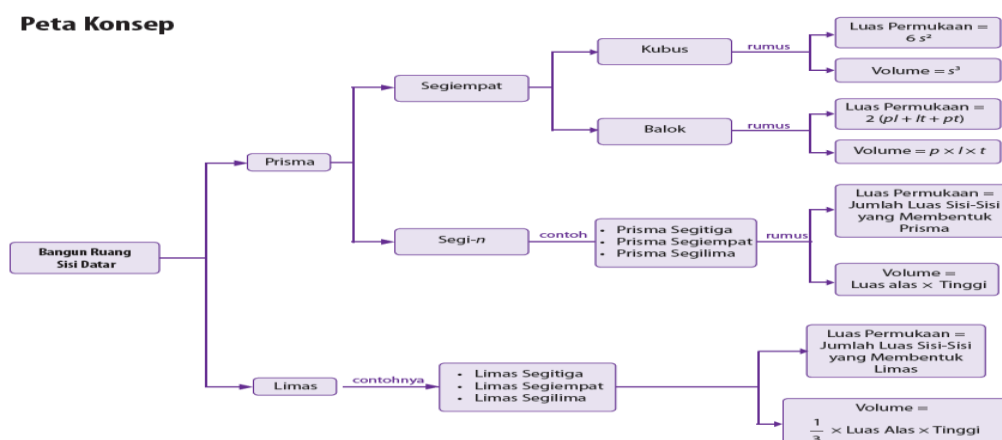 Peta Konsep
Bangun Ruang
Sisi Datar
Prisma
Segiempat
Kubus
rumus
Luas Permukaan =
6 s²
Volume = s³
Balok
rumus
Luas Permukaan =
2 (pl + lt + pt)
Volume = p × l × t
Segi-n
contoh
• Prisma Segitiga
• Prisma Segiempat
• Prisma Segilima
rumus
Luas Permukaan =
Jumlah Luas Sisi-Sisi
yang Membentuk
Prisma
Volume =
Luas alas × Tinggi
Limas
contohnya
• Limas Segitiga
• Limas Segiempat
• Limas Segilima
Luas Permukaan =
Jumlah Luas Sisi-Sisi
yang Membentuk
Limas
Volume =
1/3 × Luas Alas × Tinggi